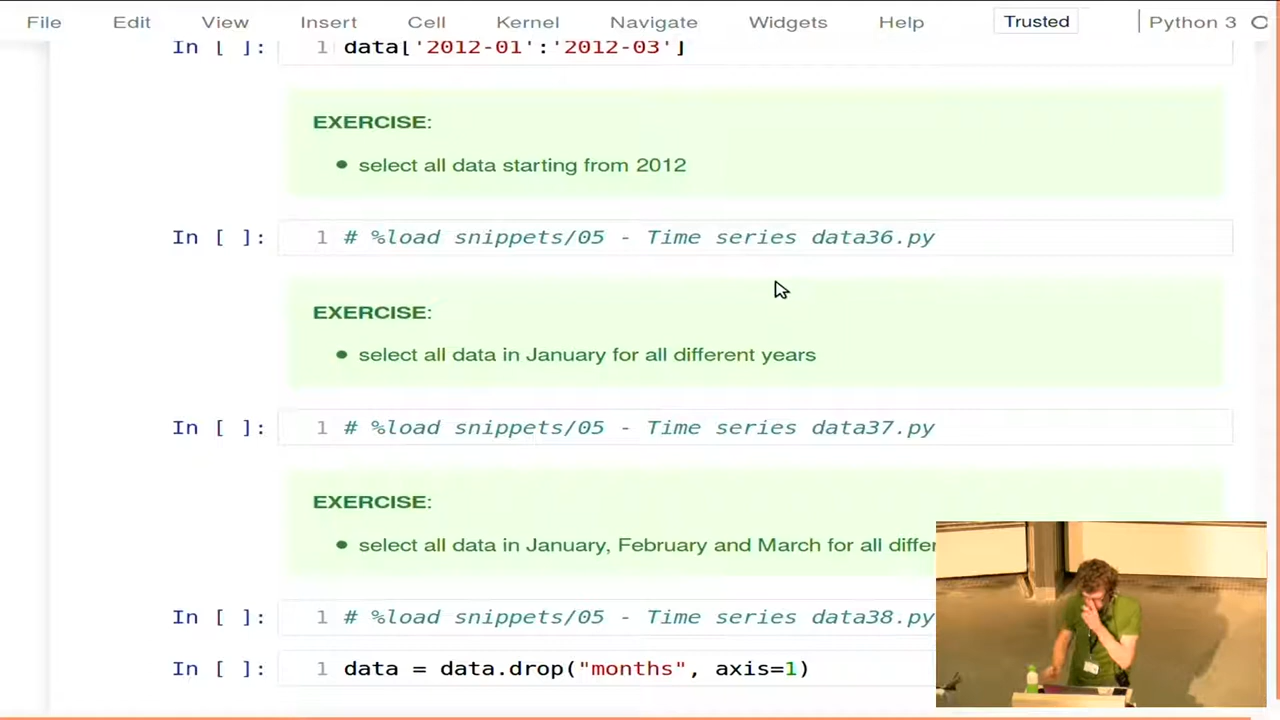 File Edit View Insert Cell Kernel Navigate Widgets Help Trusted Python 3
In [ ]: 1 data['2012-01':'2012-03']
EXERCISE:
• select all data starting from 2012
In [ ]: 1 # %load snippets/05 - Time series data36.py
EXERCISE:
• select all data in January for all different years
In [ ]: 1 # %load snippets/05 - Time series data37.py
EXERCISE:
• select all data in January, February and March for all
In [ ]: 1 # %load snippets/05 - Time series data38.py
In [ ]: 1 data = data.drop("months", axis=1)